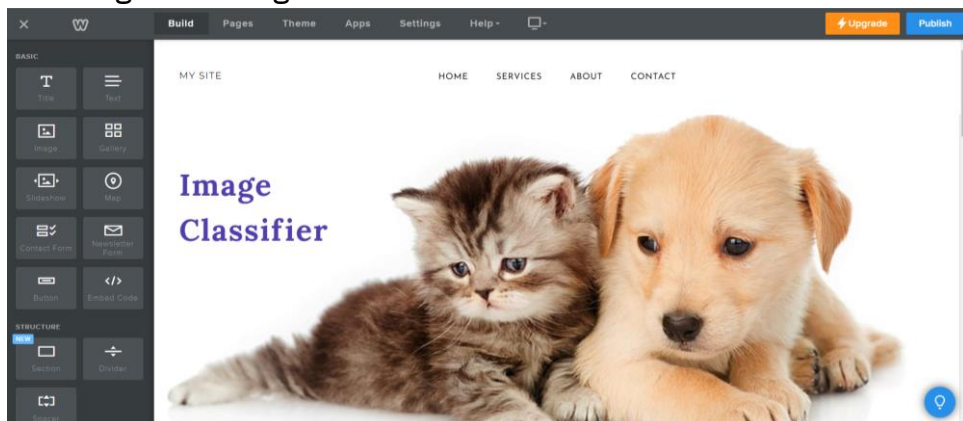 Build Pages Theme Apps Settings Help
Upgrade
Publish
BASIC
Title Text
Image Gallery
Slideshow Map
Contact Form Newsletter
Form
Button Embed Code
STRUCTURE
NEW
Section Divider
Spacer
MY SITE
HOME SERVICES ABOUT CONTACT
Image
Classifier